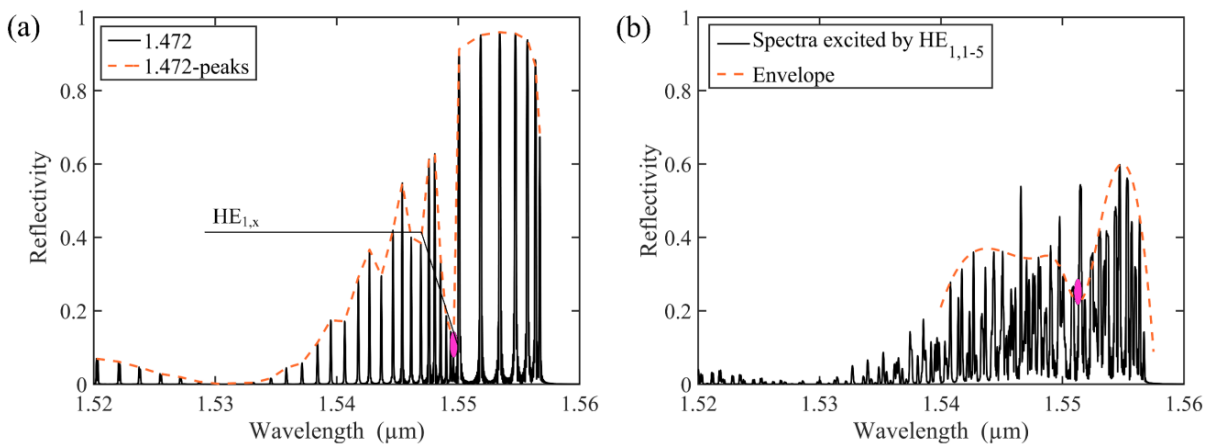 (a)
1
0.8
0.6
0.4
0.2
0
Reflectivity
1.472
1.472-peaks
HE1,x
1.52
1.53
1.54
1.55
1.56
Wavelength (µm)
(b)
1
0.8
0.6
0.4
0.2
0
Reflectivity
Spectra excited by HE1,1-5
Envelope
1.52
1.53
1.54
1.55
1.56
Wavelength (µm)